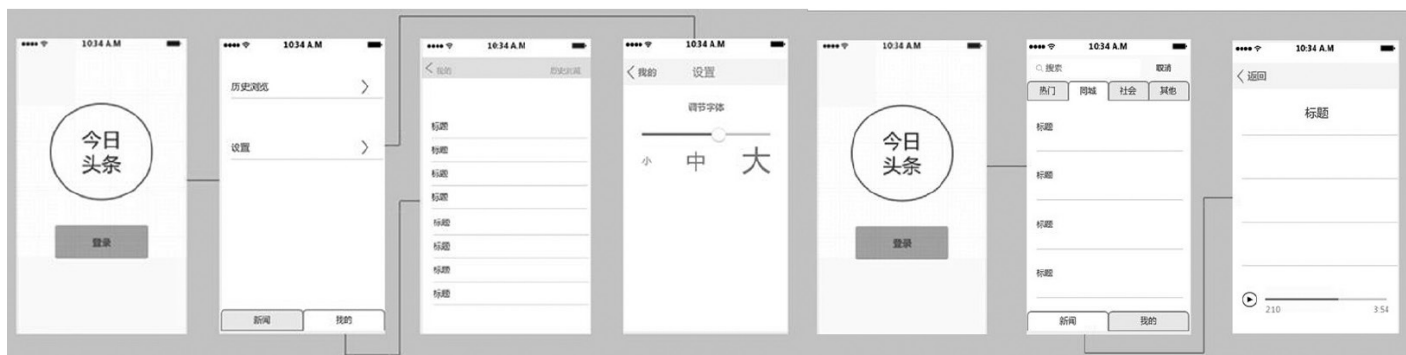 10:34 A.M
今日
头条
登录
10:34 A.M
历史浏览
设置
新闻
我的
10:34 A.M
我的
历史浏览
标题
标题
标题
标题
标题
标题
标题
标题
10:34 A.M
我的
设置
调节字体
小
中
大
10:34 A.M
今日
头条
登录
10:34 A.M
搜索
取消
热门
同城
社会
其他
标题
标题
标题
标题
新闻
我的
10:34 A.M
返回
标题
2:10
3:54